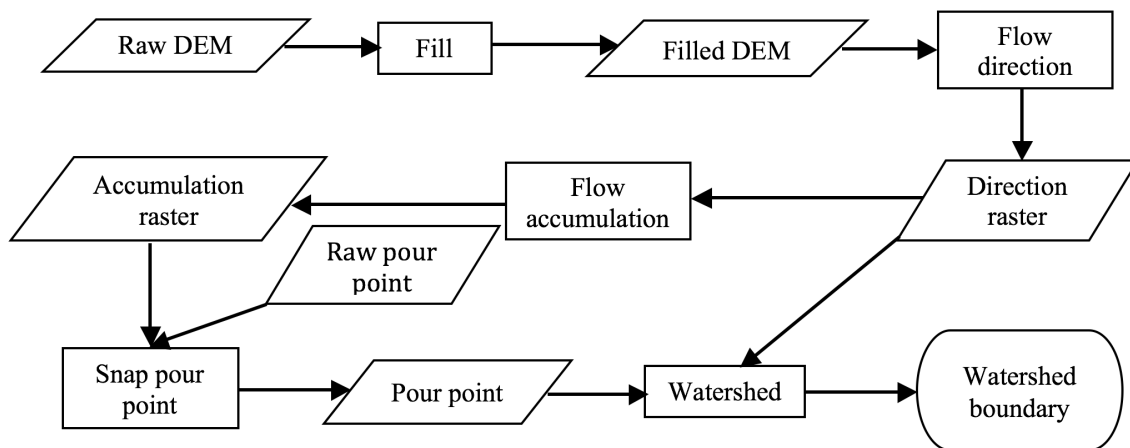 Raw DEM
Fill
Filled DEM
Flow
direction
Direction
raster
Flow
accumulation
Accumulation
raster
Raw pour
point
Snap pour
point
Pour point
Watershed
Watershed
boundary